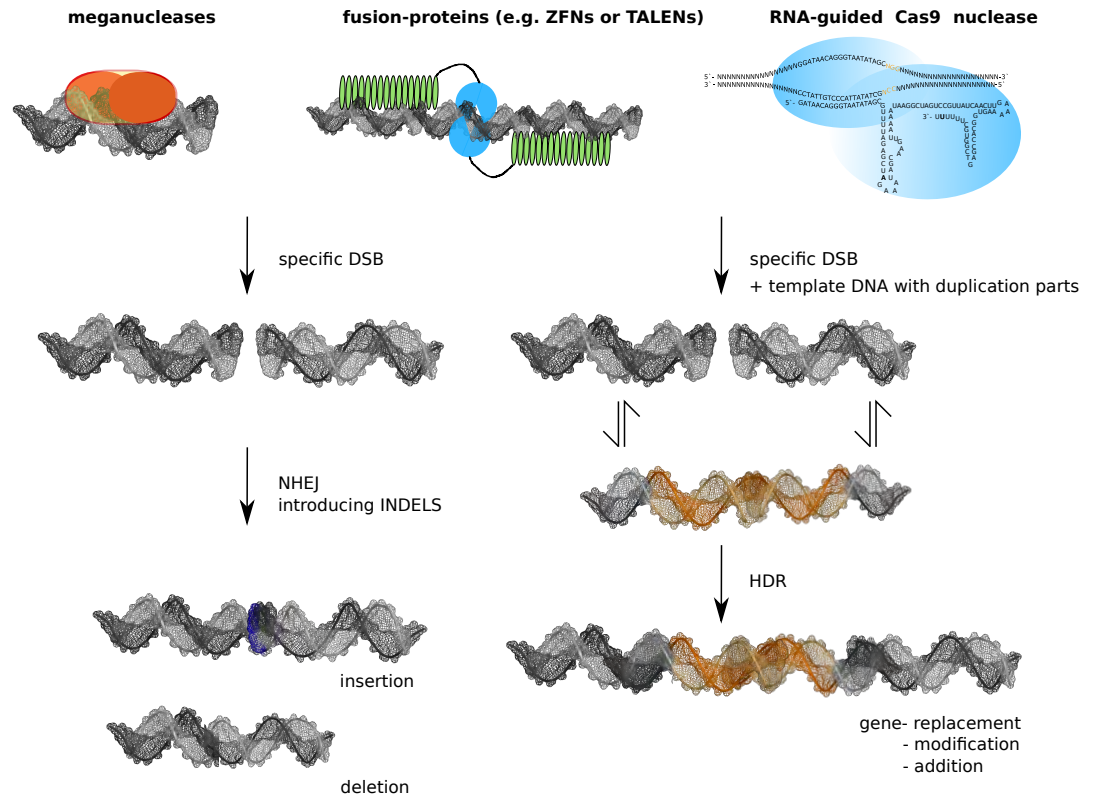 meganucleases
fusion-proteins (e.g. ZFNs or TALENs)
RNA-guided Cas9 nuclease
specific DSB
specific DSB
+ template DNA with duplication parts
NHEJ
introducing INDELS
HDR
insertion
deletion
gene- replacement
- modification
- addition